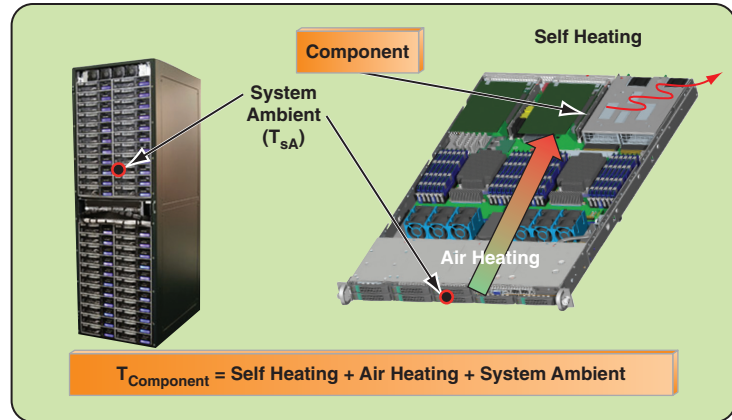 Component
Self Heating
System
Ambient
(TsA)
Air Heating
TComponent = Self Heating + Air Heating + System Ambient